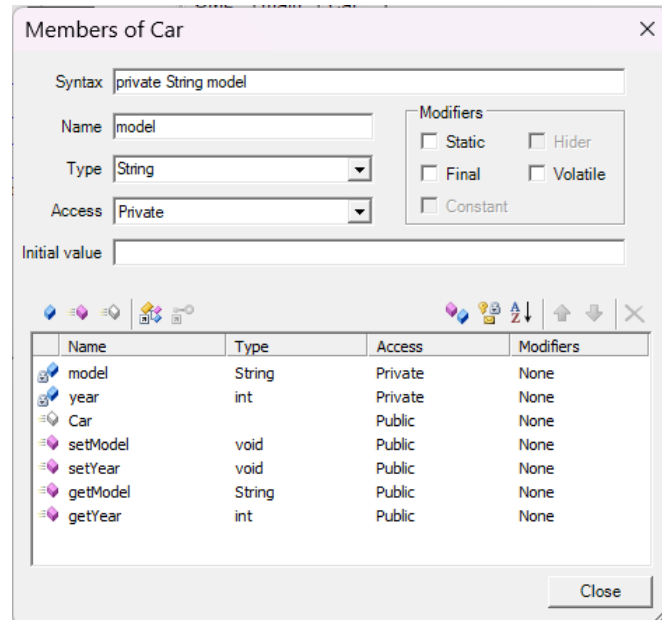 Members of Car
Syntax private String model
Name model
Type String
Access Private
Modifiers
Static Hider
Final Volatile
Constant
Initial value
Name Type Access Modifiers
model String Private None
year int Private None
Car Public None
setModel void Public None
setYear void Public None
getModel String Public None
getYear int Public None
Close